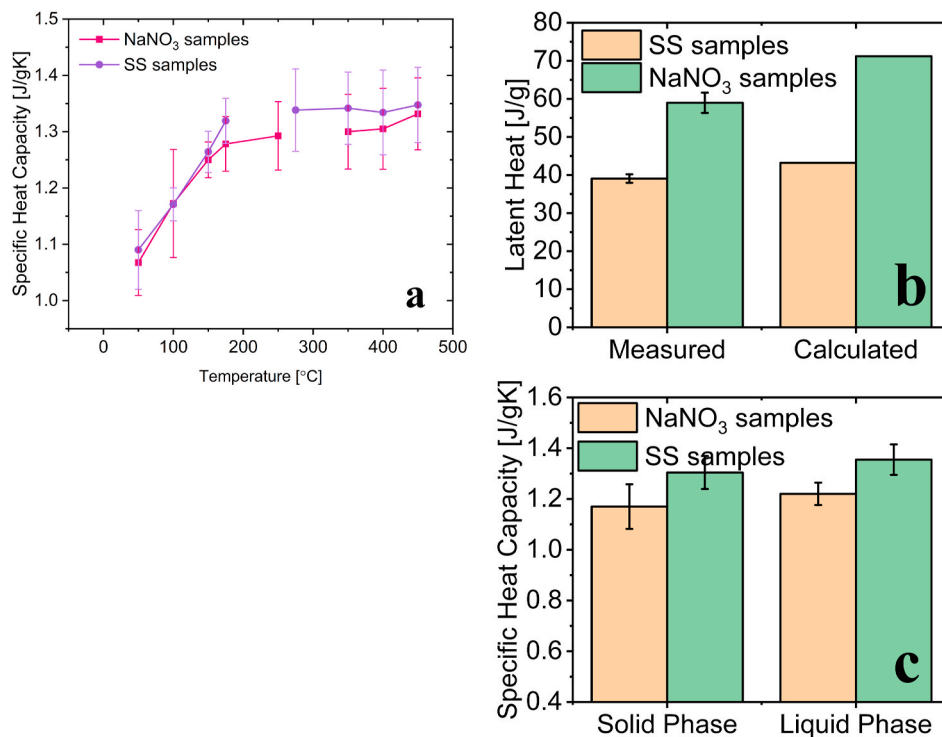 1.5
NaNO₃ samples
SS samples
1.4
1.3
1.2
1.1
1.0
Specific Heat Capacity [J/gK]
a
0 100 200 300 400 500
Temperature [°C]
80
70
60
50
40
30
20
10
0
Latent Heat [J/g]
SS samples
NaNO₃ samples
b
Measured Calculated
1.6
1.4
1.2
1.0
1.2
0.8
0.6
0.4
Specific Heat Capacity [J/gK]
NaNO₃ samples
SS samples
c
Solid Phase Liquid Phase